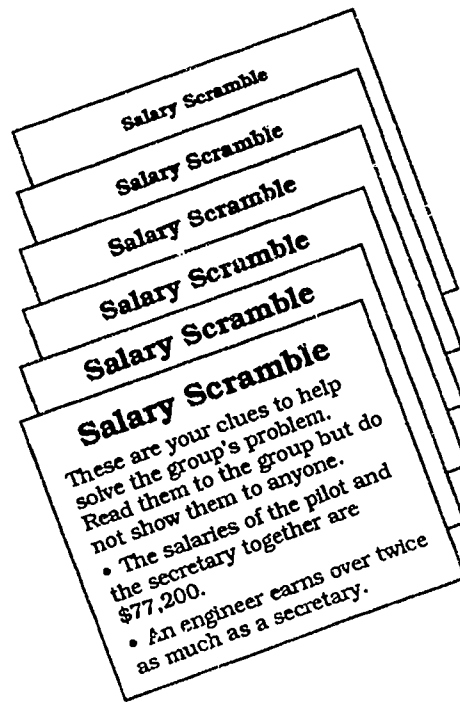 Salary Scramble
Salary Scramble
Salary Scramble
Salary Scramble
Salary Scramble
Salary Scramble
These are your clues to help
solve the group's problem.
Read them to the group but do
not show them to anyone.
• The salaries of the pilot and
the secretary together are
$77,200.
• An engineer earns over twice
as much as a secretary.